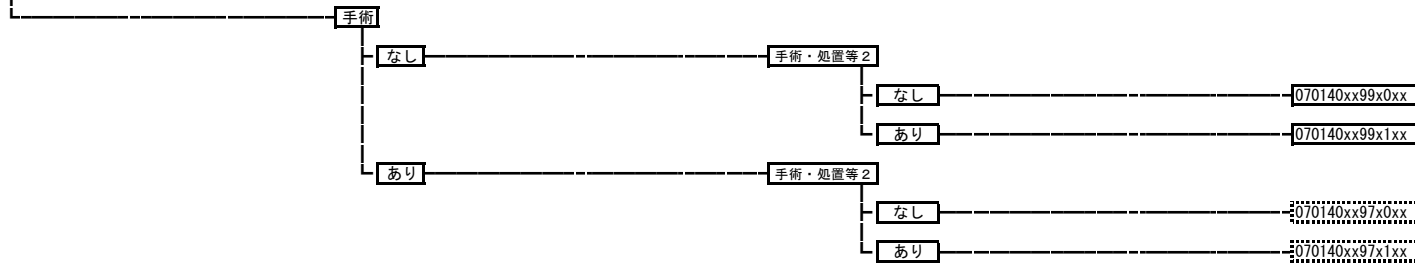 手術
なし 手術・処置等２
なし 070140xx99x0xx
あり 070140xx99x1xx
あり 手術・処置等２
なし 070140xx97x0xx
あり 070140xx97x1xx